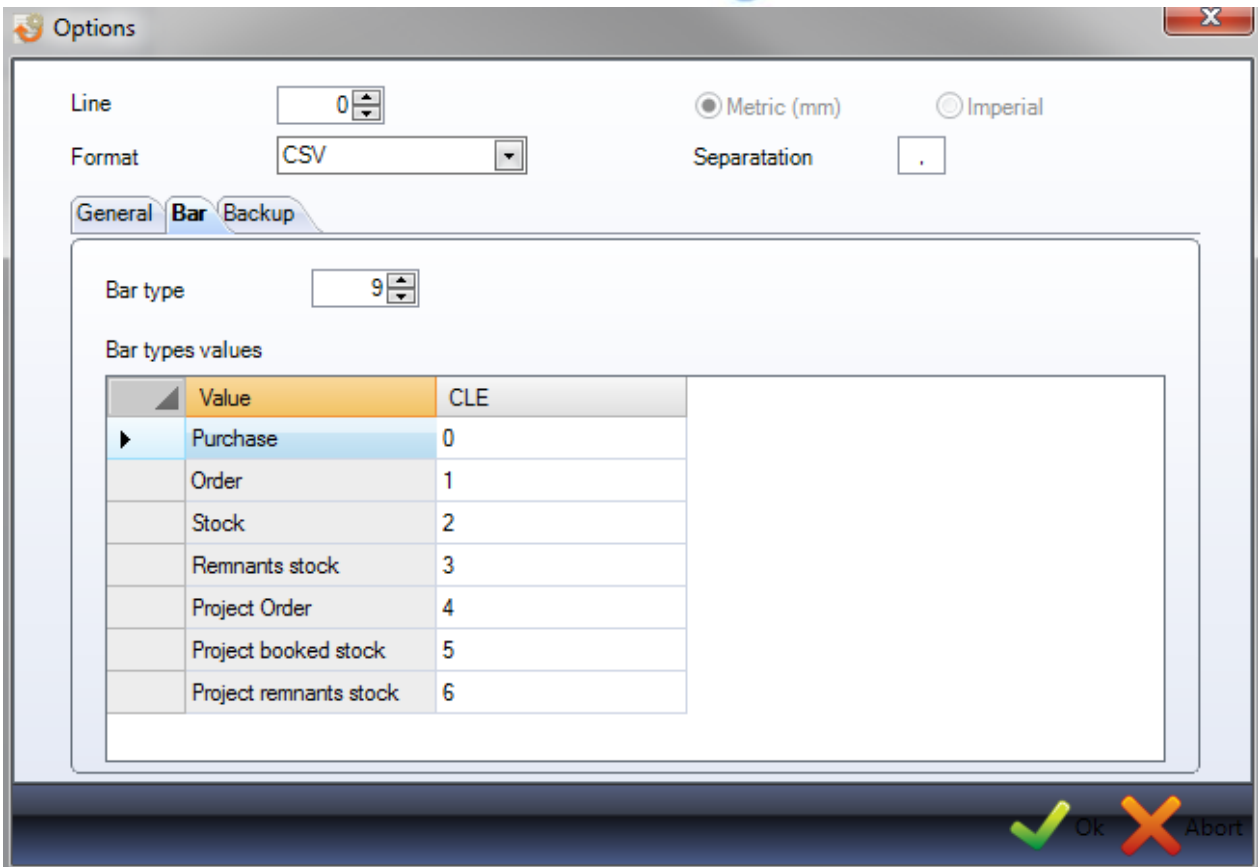 Options
x
Line 0 Metric (mm) Imperial
Format CSV Separatation .
General Bar Backup
Bar type 9
Bar types values
Value CLE
Purchase 0
Order 1
Stock 2
Remnants stock 3
Project Order 4
Project booked stock 5
Project remnants stock 6
Ok Abort